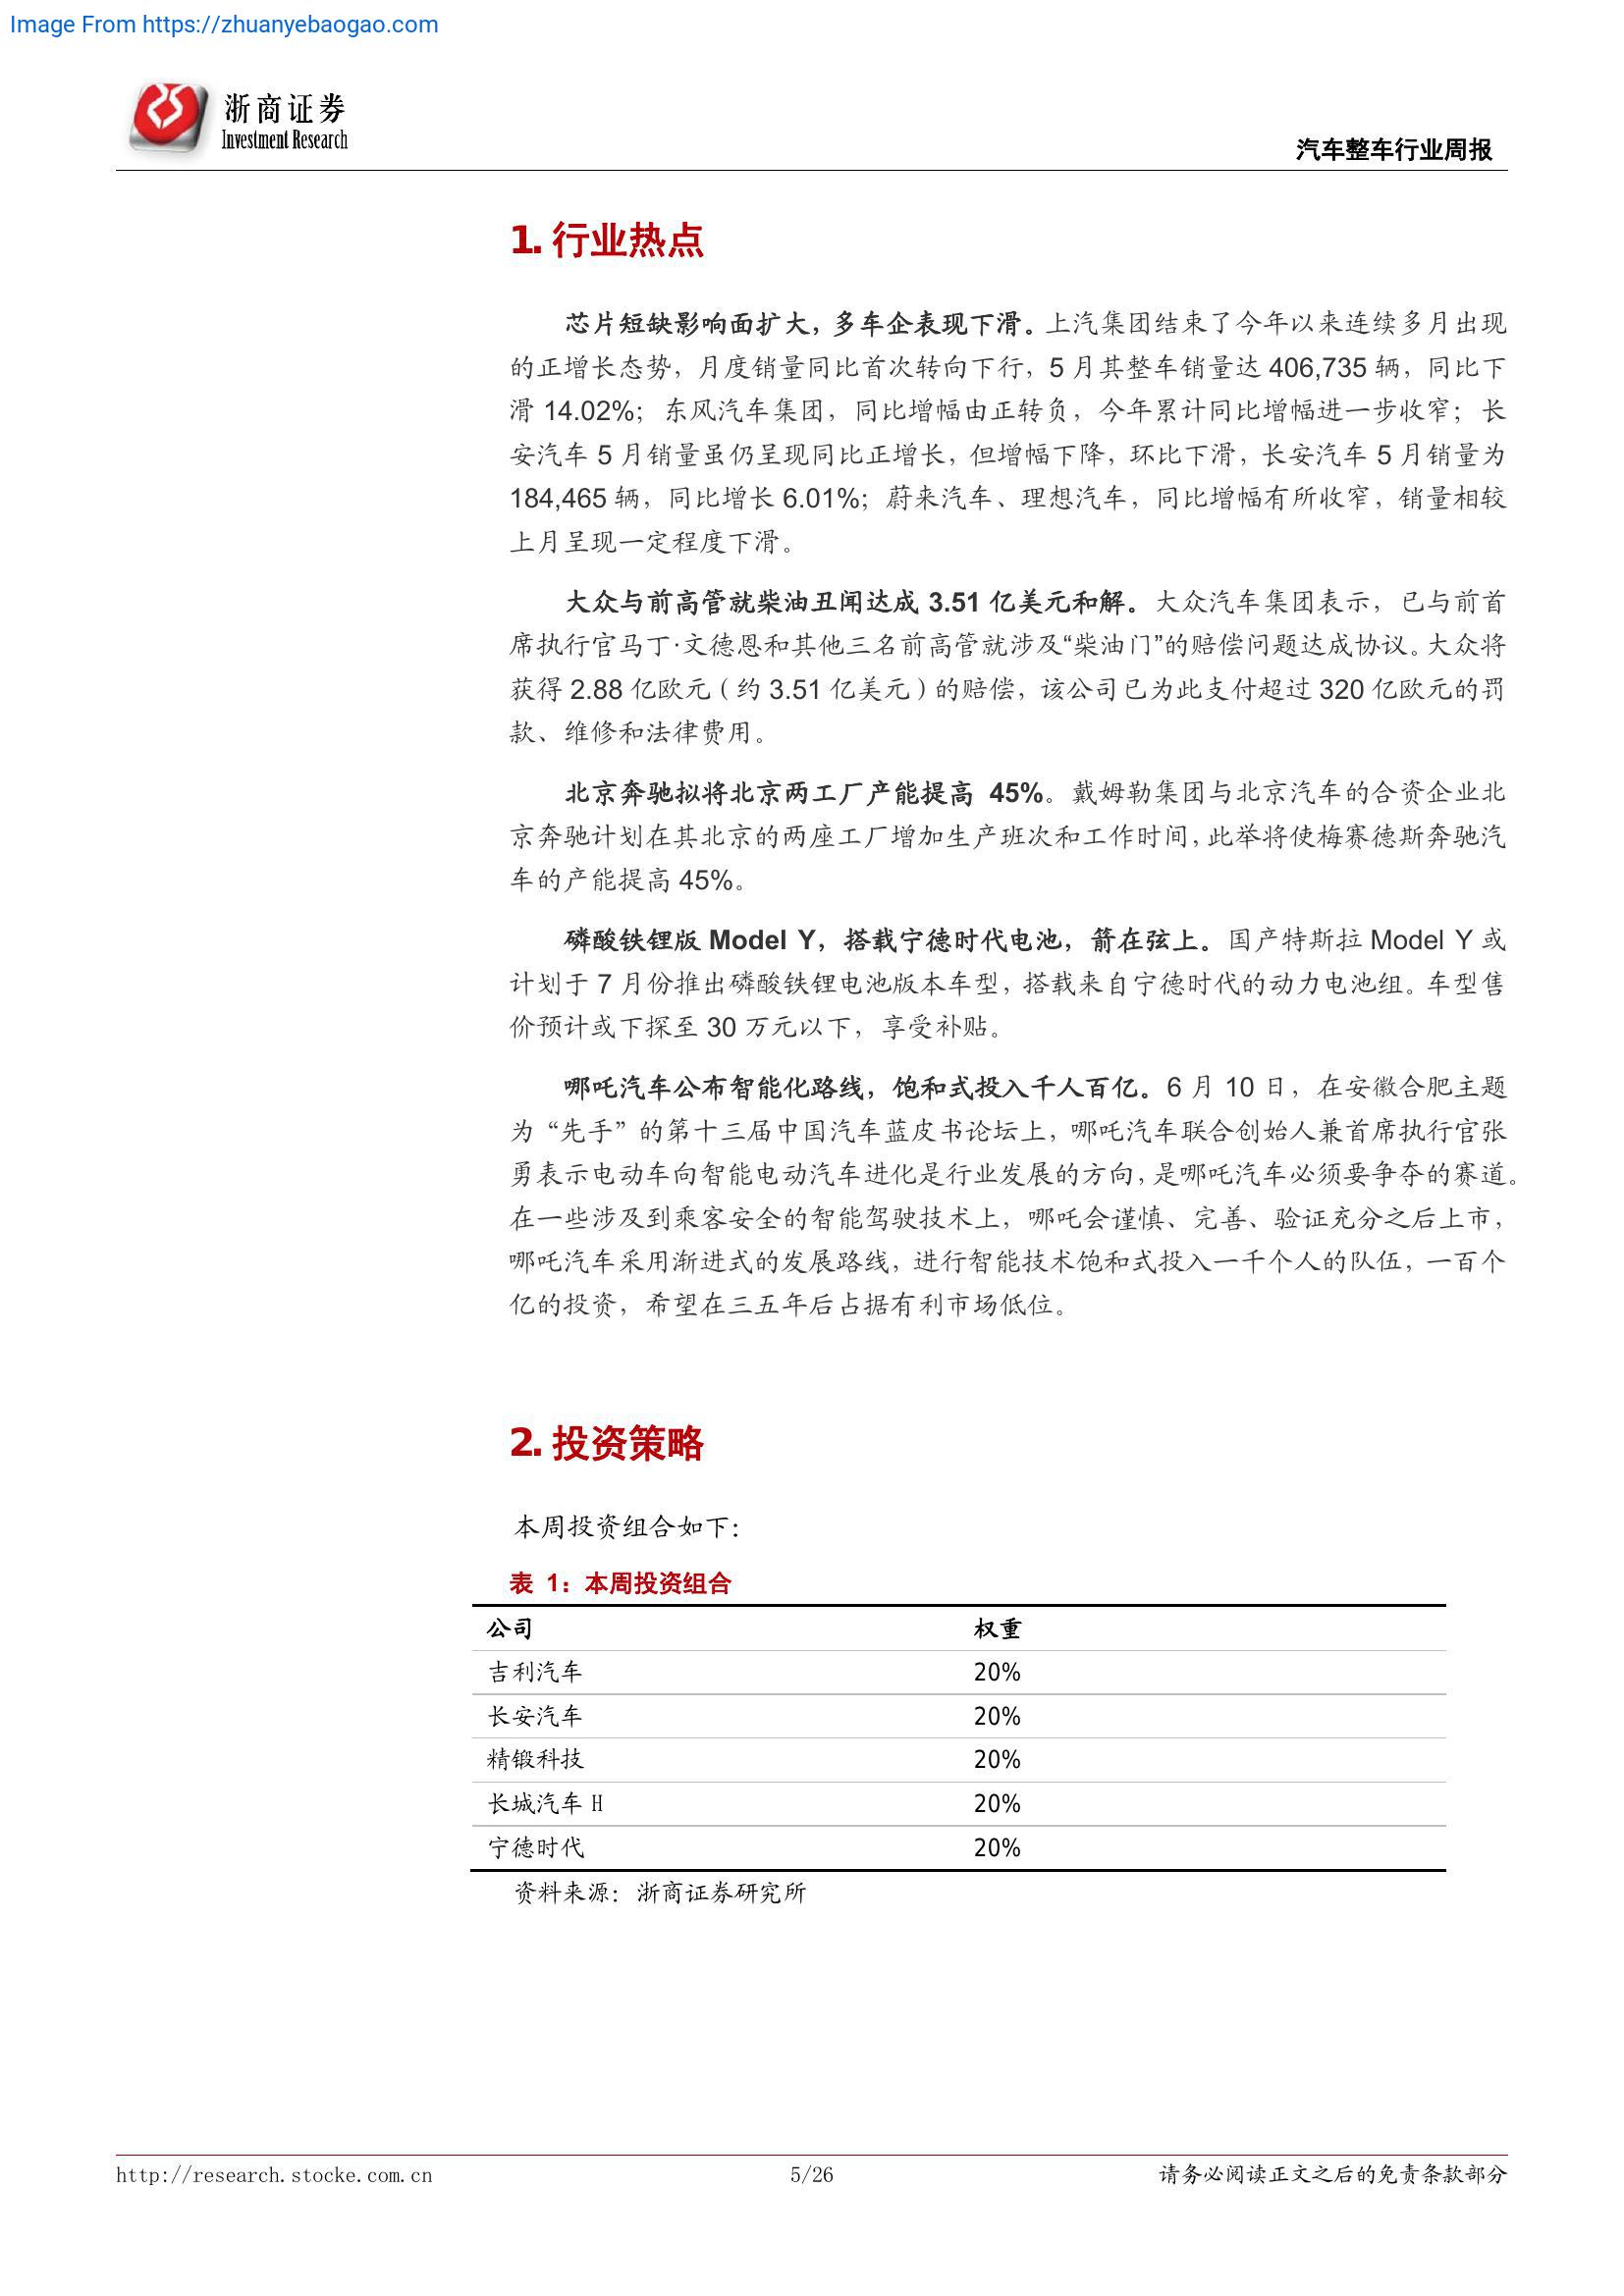 Image From https://zhuanyebaogao.com
浙商证券
Investment Research
汽车整车行业周报
1. 行业热点
芯片短缺影响面扩大，多车企表现下滑。上汽集团结束了今年以来连续多月出现
的正增长态势，月度销量同比首次转向下行，5 月其整车销量达 406,735 辆，同比下
滑 14.02%；东风汽车集团，同比增幅由正转负，今年累计同比增幅进一步收窄；长
安汽车 5 月销量虽仍呈现同比正增长，但增幅下降，环比下滑，长安汽车 5 月销量为
184,465 辆，同比增长 6.01%；蔚来汽车、理想汽车，同比增幅有所收窄，销量相较
上月呈现一定程度下滑。
大众与前高管就柴油丑闻达成 3.51 亿美元和解。大众汽车集团表示，已与前首
席执行官马丁·文德恩和其他三名前高管就涉及“柴油门”的赔偿问题达成协议。大众将
获得 2.88 亿欧元（约 3.51 亿美元）的赔偿，该公司已为此支付超过 320 亿欧元的罚
款、维修和法律费用。
北京奔驰拟将北京两工厂产能提高 45%。戴姆勒集团与北京汽车的合资企业北
京奔驰计划在其北京的两座工厂增加生产班次和工作时间，此举将使梅赛德斯奔驰汽
车的产能提高 45%。
磷酸铁锂版 Model Y，搭载宁德时代电池，箭在弦上。国产特斯拉 Model Y 或
计划于 7 月份推出磷酸铁锂电池版本车型，搭载来自宁德时代的动力电池组。车型售
价预计或下探至 30 万元以下，享受补贴。
哪吒汽车公布智能化路线，饱和式投入千人百亿。6 月 10 日，在安徽合肥主题
为“先手”的第十三届中国汽车蓝皮书论坛上，哪吒汽车联合创始人兼首席执行官张
勇表示电动车向智能电动汽车进化是行业发展的方向，是哪吒汽车必须要争夺的赛道。
在一些涉及到乘客安全的智能驾驶技术上，哪吒会谨慎、完善、验证充分之后上市，
哪吒汽车采用渐进式的发展路线，进行智能技术饱和式投入一千个人的队伍，一百个
亿的投资，希望在三五年后占据有利市场低位。
2. 投资策略
本周投资组合如下：
表 1：本周投资组合
公司 权重
吉利汽车 20%
长安汽车 20%
精锻科技 20%
长城汽车 H 20%
宁德时代 20%
资料来源：浙商证券研究所
http://research.stocke.com.cn 5/26 请务必阅读正文之后的免责条款部分